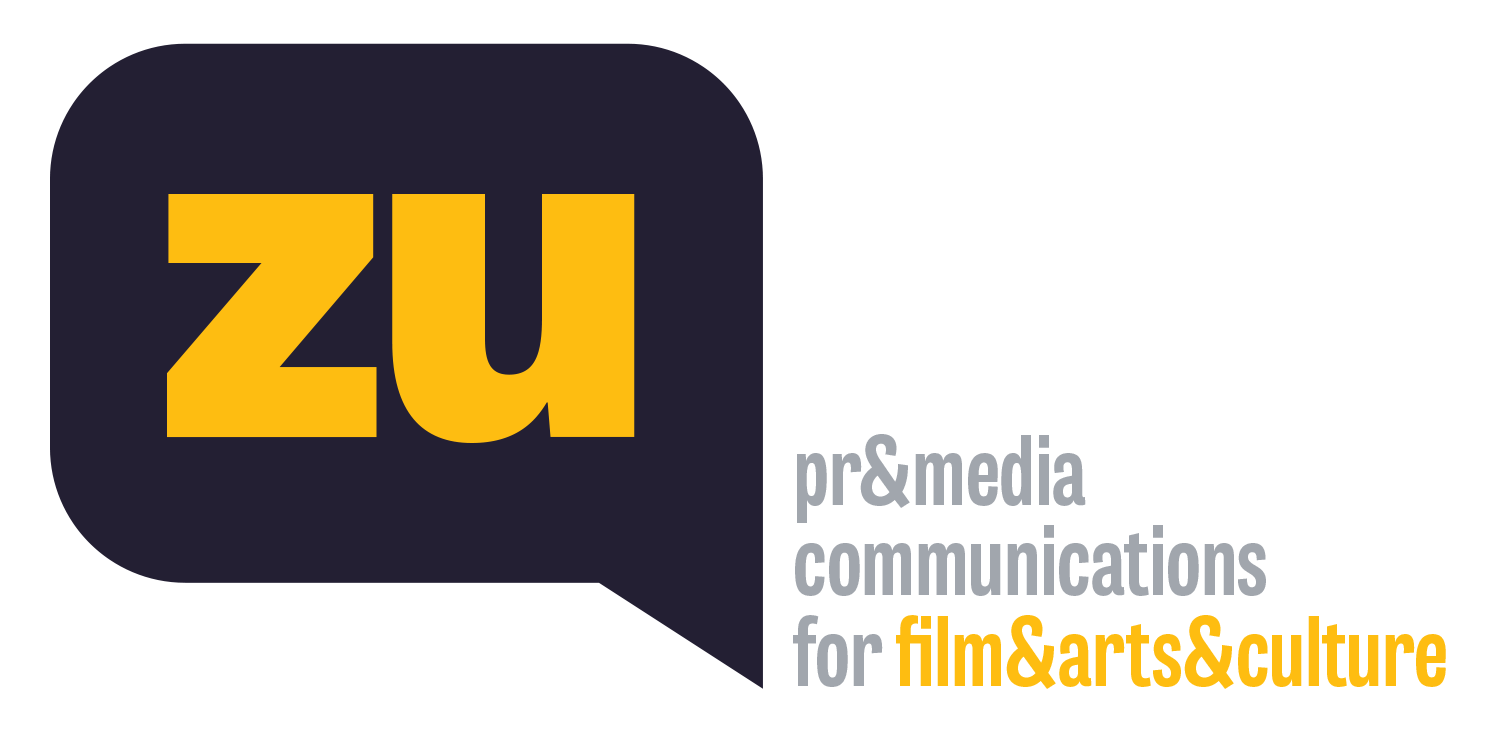 zu
pr&media
communications
for film&arts&culture